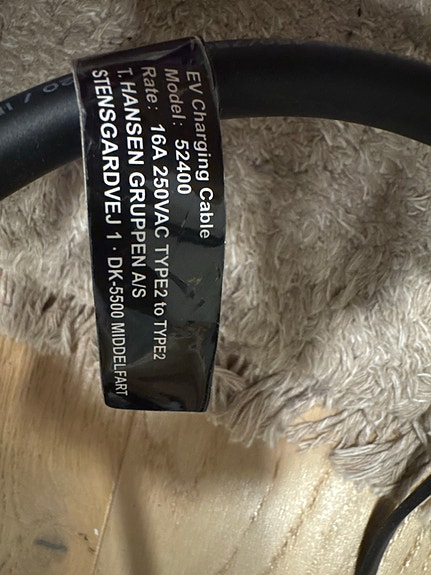 EV Charging Cable
Model: 52400
Rate: 16A 250VAC TYPE2 to TYPE2
T. HANSEN GRUPPEN A/S
STENSGARDVEJ 1 · DK-5500 MIDDELFART